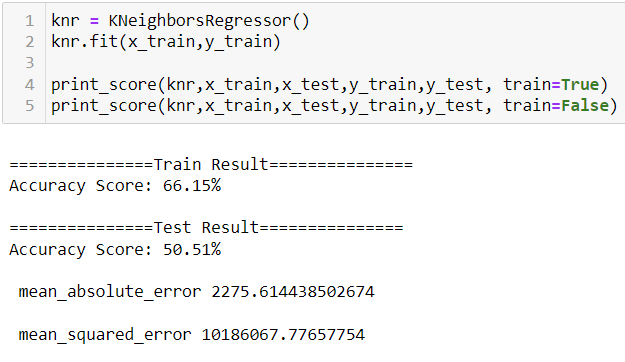 1 knr = KNeighborsRegressor()
2 knr.fit(x_train,y_train)
3
4 print_score(knr,x_train,x_test,y_train,y_test, train=True)
5 print_score(knr,x_train,x_test,y_train,y_test, train=False)
===============Train Result===============
Accuracy Score: 66.15%
===============Test Result===============
Accuracy Score: 50.51%
mean_absolute_error 2275.614438502674
mean_squared_error 10186067.77657754